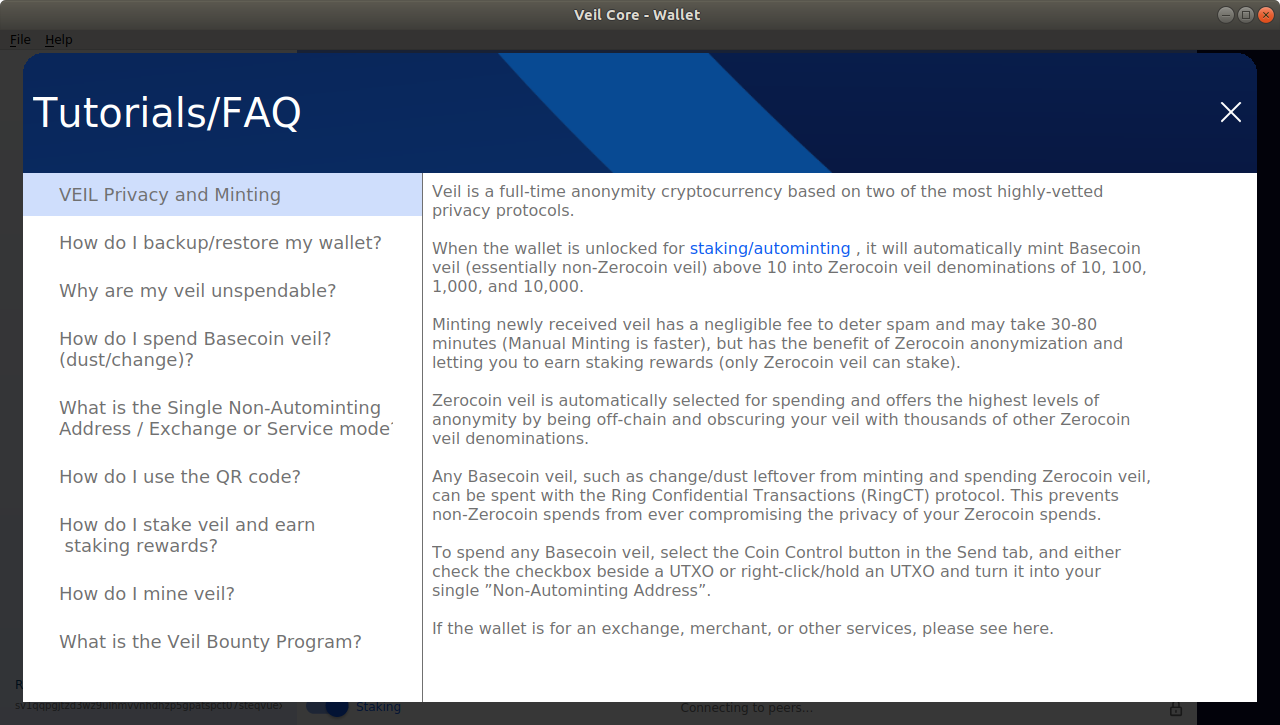 Veil Core - Wallet
File Help
Tutorials/FAQ
VEIL Privacy and Minting
How do I backup/restore my wallet?
Why are my veil unspendable?
How do I spend Basecoin veil?
(dust/change)?
What is the Single Non-Autominting
Address / Exchange or Service mode
How do I use the QR code?
How do I stake veil and earn
staking rewards?
How do I mine veil?
What is the Veil Bounty Program?
Veil is a full-time anonymity cryptocurrency based on two of the most highly-vetted
privacy protocols.
When the wallet is unlocked for staking/autominting , it will automatically mint Basecoin
veil (essentially non-Zerocoin veil) above 10 into Zerocoin veil denominations of 10, 100,
1,000, and 10,000.
Minting newly received veil has a negligible fee to deter spam and may take 30-80
minutes (Manual Minting is faster), but has the benefit of Zerocoin anonymization and
letting you to earn staking rewards (only Zerocoin veil can stake).
Zerocoin veil is automatically selected for spending and offers the highest levels of
anonymity by being off-chain and obscuring your veil with thousands of other Zerocoin
veil denominations.
Any Basecoin veil, such as change/dust leftover from minting and spending Zerocoin veil,
can be spent with the Ring Confidential Transactions (RingCT) protocol. This prevents
non-Zerocoin spends from ever compromising the privacy of your Zerocoin spends.
To spend any Basecoin veil, select the Coin Control button in the Send tab, and either
check the checkbox beside a UTXO or right-click/hold an UTXO and turn it into your
single ”Non-Autominting Address”.
If the wallet is for an exchange, merchant, or other services, please see here.
Staking
Connecting to peers...